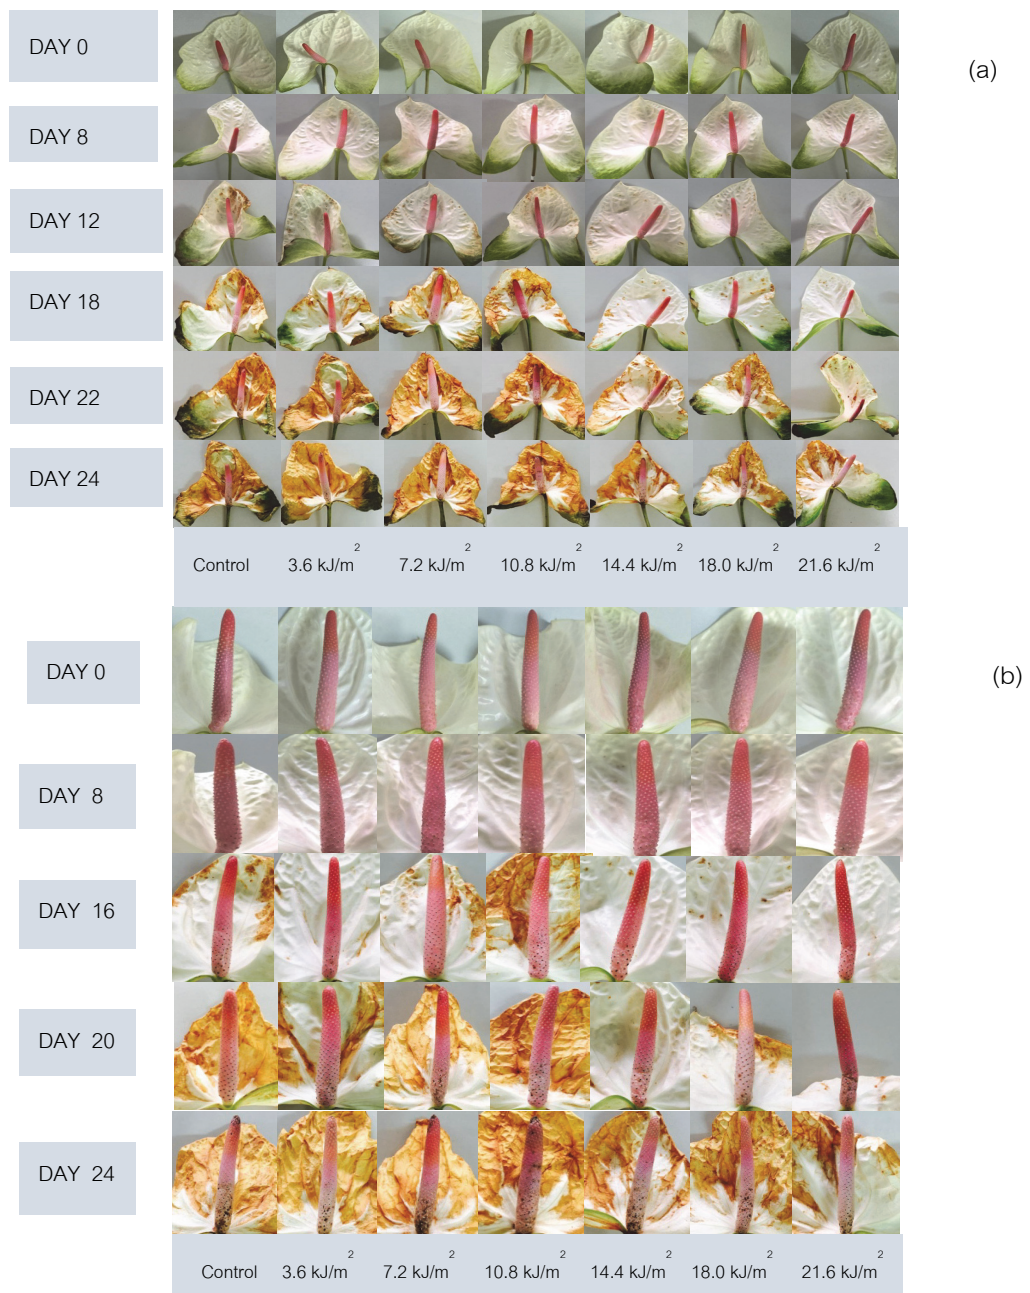 DAY 0
(a)
DAY 8
DAY 12
DAY 18
DAY 22
DAY 24
Control 3.6 kJ/m² 7.2 kJ/m² 10.8 kJ/m² 14.4 kJ/m² 18.0 kJ/m² 21.6 kJ/m²
DAY 0
(b)
DAY 8
DAY 16
DAY 20
DAY 24
Control 3.6 kJ/m² 7.2 kJ/m² 10.8 kJ/m² 14.4 kJ/m² 18.0 kJ/m² 21.6 kJ/m²